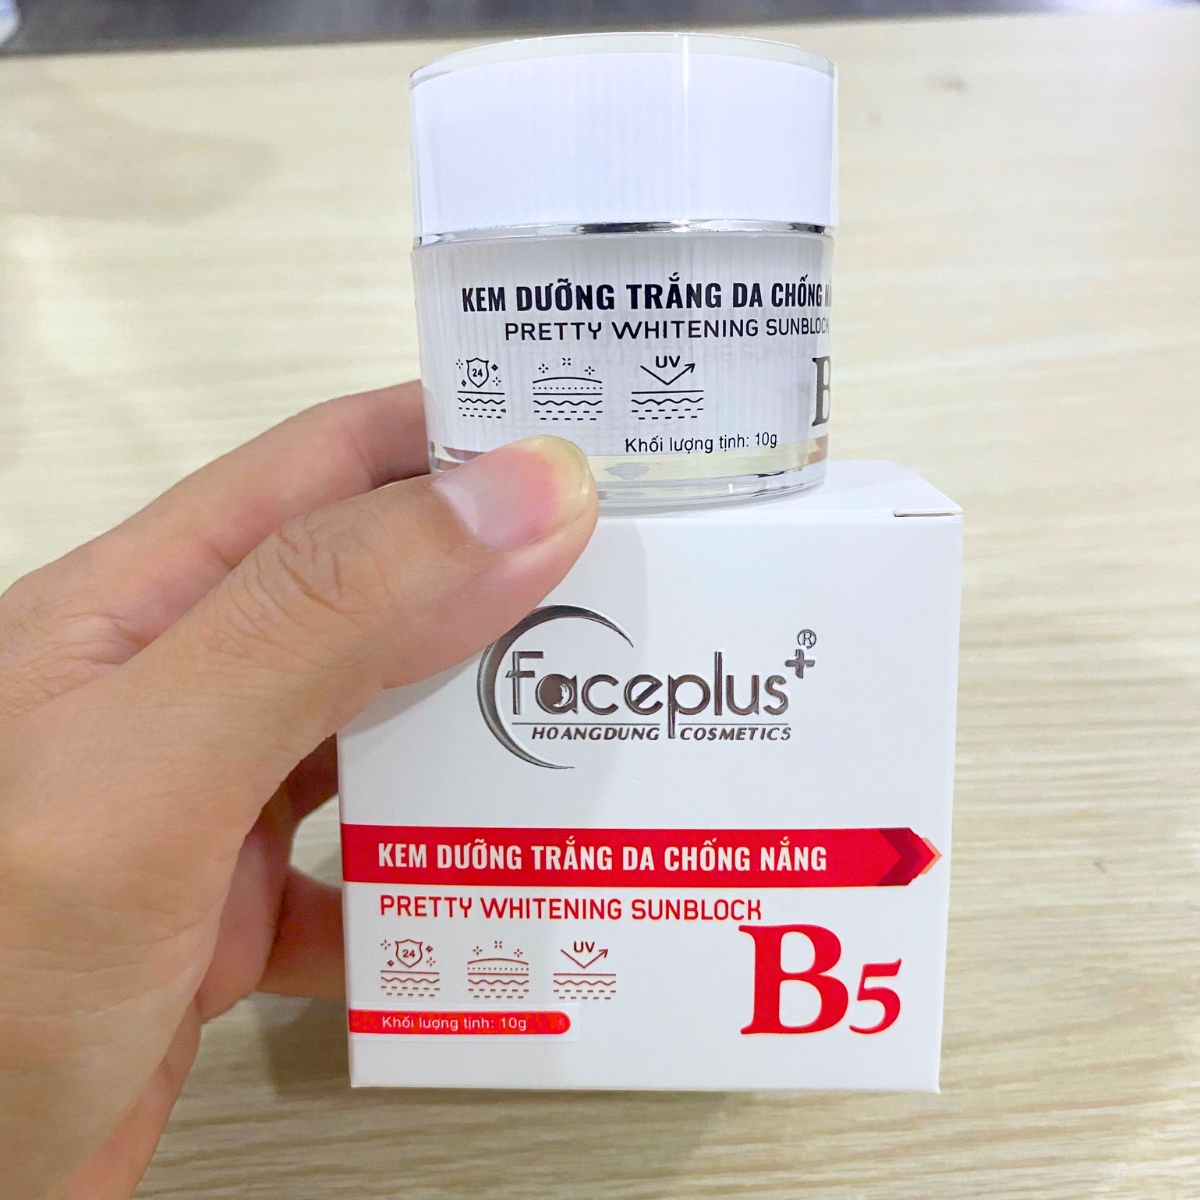 KEM DƯỠNG TRẮNG DA CHỐNG
PRETTY WHITENING SUNBLOCK
24
UV
B
Khối lượng tịnh: 10g
faceplus+®
HOANGDUNG COSMETICS
KEM DƯỠNG TRẮNG DA CHỐNG NẮNG
PRETTY WHITENING SUNBLOCK
24
UV
B5
Khối lượng tịnh: 10g